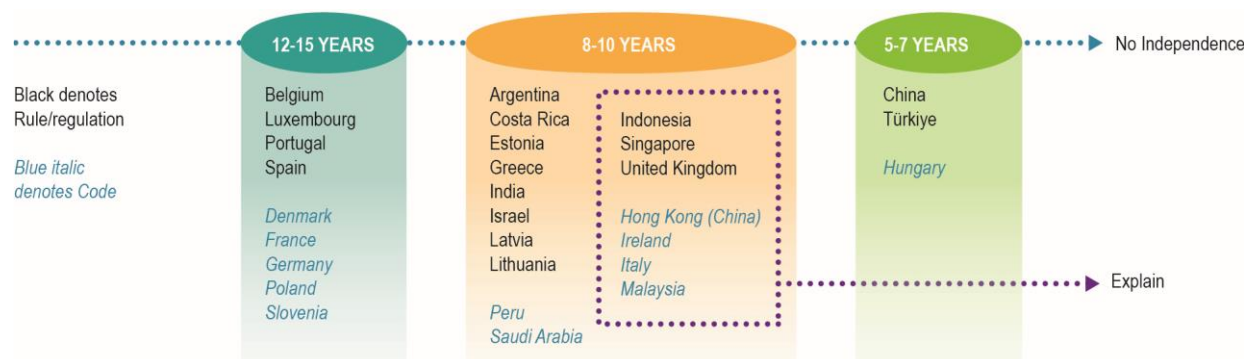 12-15 YEARS
8-10 YEARS
5-7 YEARS
No Independence
Black denotes
Rule/regulation
Blue italic
denotes Code
Belgium
Luxembourg
Portugal
Spain
Denmark
France
Germany
Poland
Slovenia
Argentina
Costa Rica
Estonia
Greece
India
Israel
Latvia
Lithuania
Peru
Saudi Arabia
Indonesia
Singapore
United Kingdom
Hong Kong (China)
Ireland
Italy
Malaysia
China
Türkiye
Hungary
Explain